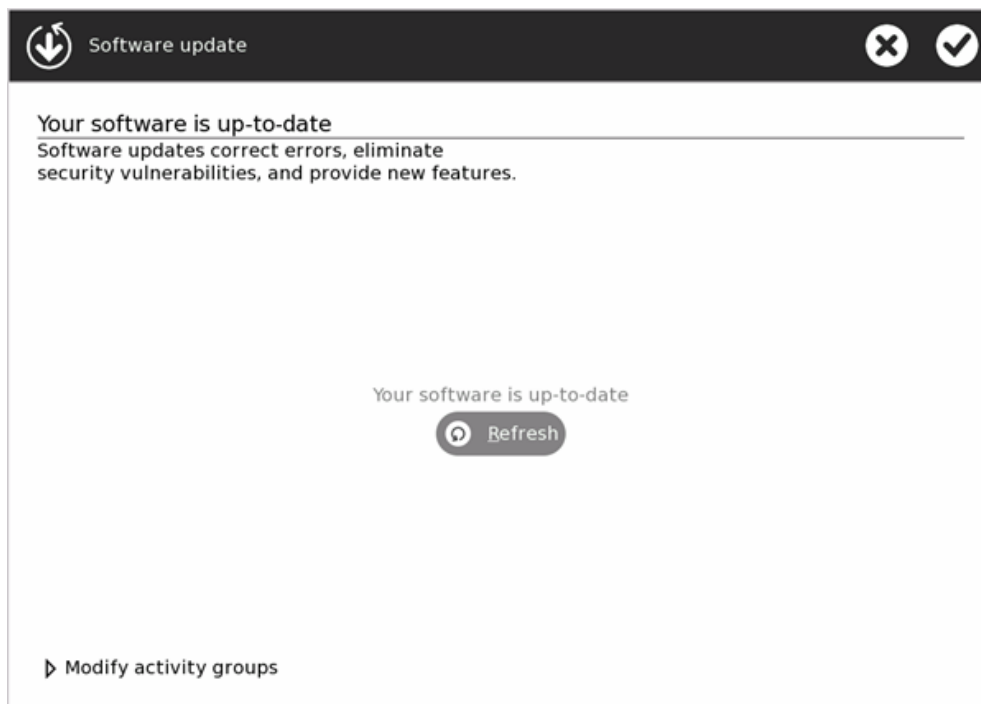 Software update
Your software is up-to-date
Software updates correct errors, eliminate
security vulnerabilities, and provide new features.
Your software is up-to-date
Refresh
Modify activity groups